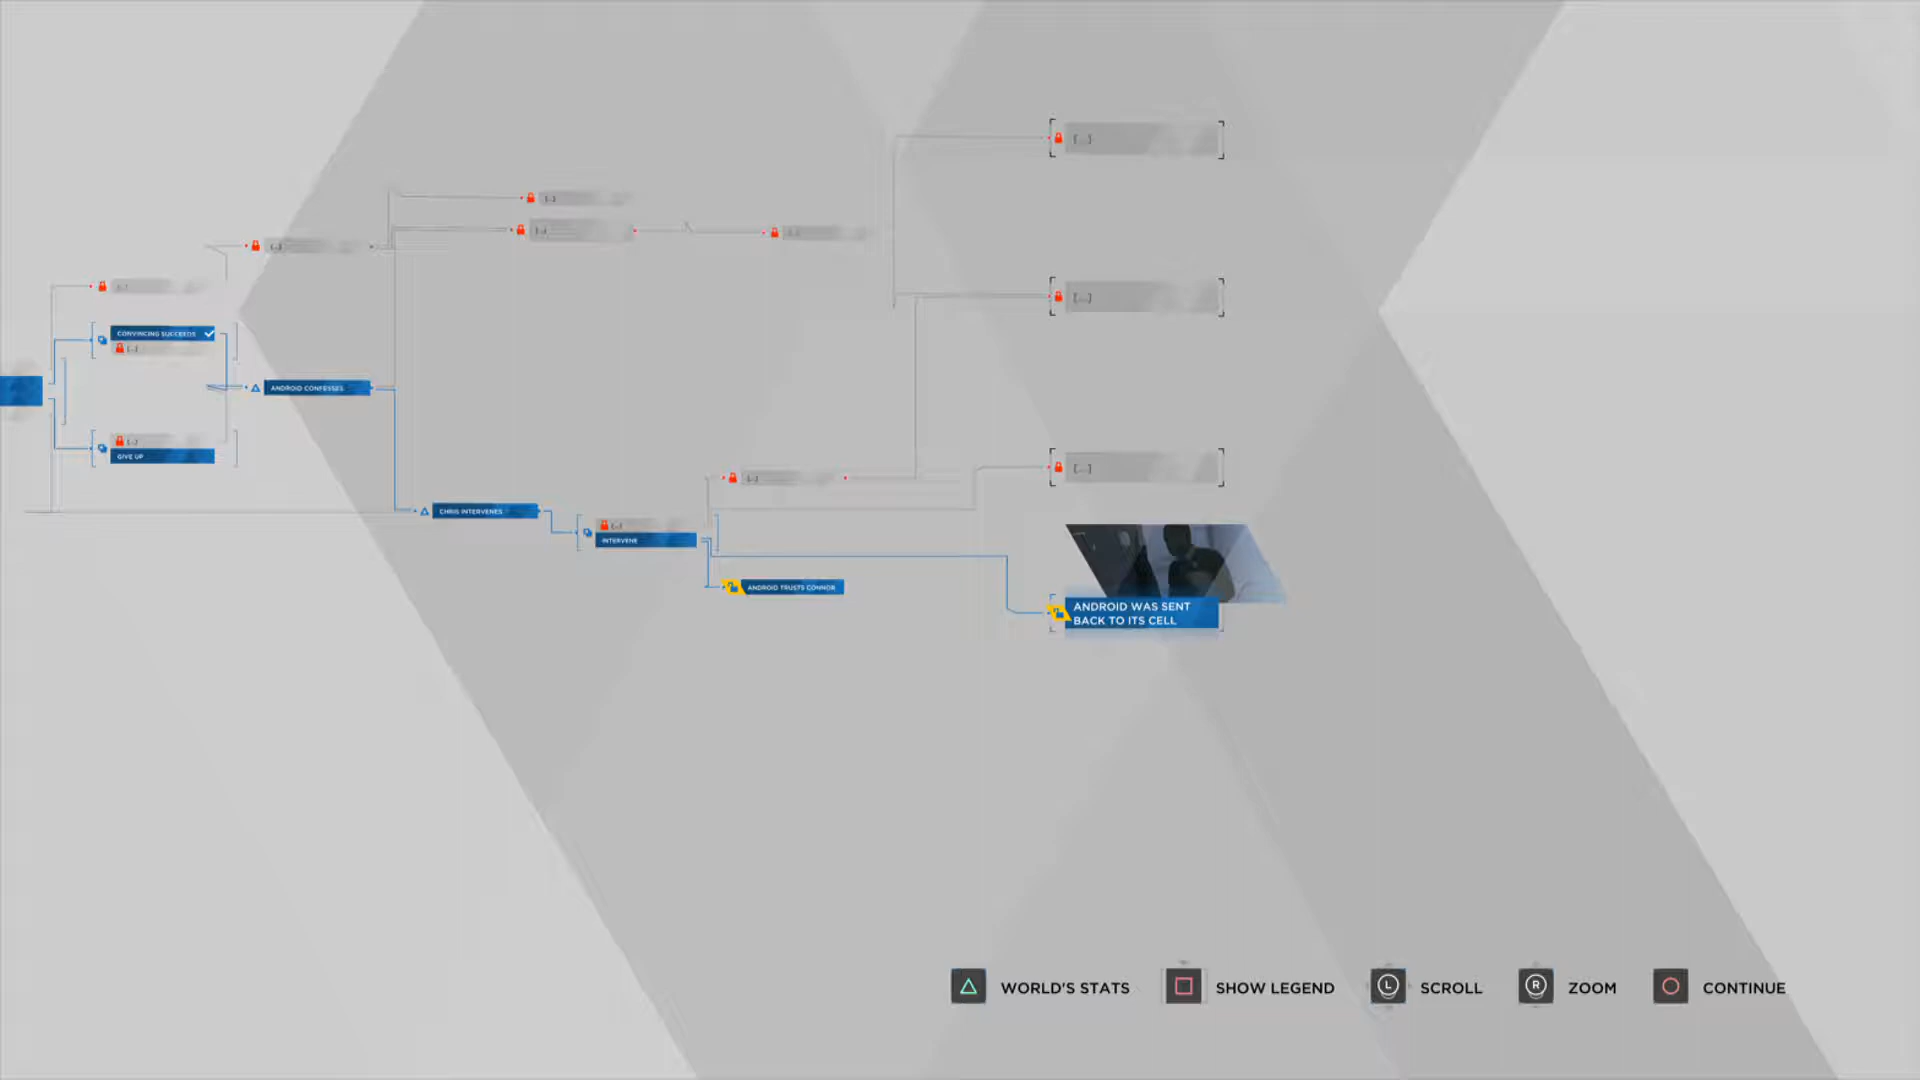 [...]
[...]
[...]
[...]
[...]
[...]
[...]
CONVINCING SUCCEEDS
[...]
ANDROID CONFESSES
[...]
GIVE UP
[...]
[...]
CHRIS INTERVENES
[...]
INTERVENE
ANDROID TRUSTS CONNOR
ANDROID WAS SENT
BACK TO ITS CELL
WORLD'S STATS
SHOW LEGEND
L
SCROLL
R
ZOOM
CONTINUE